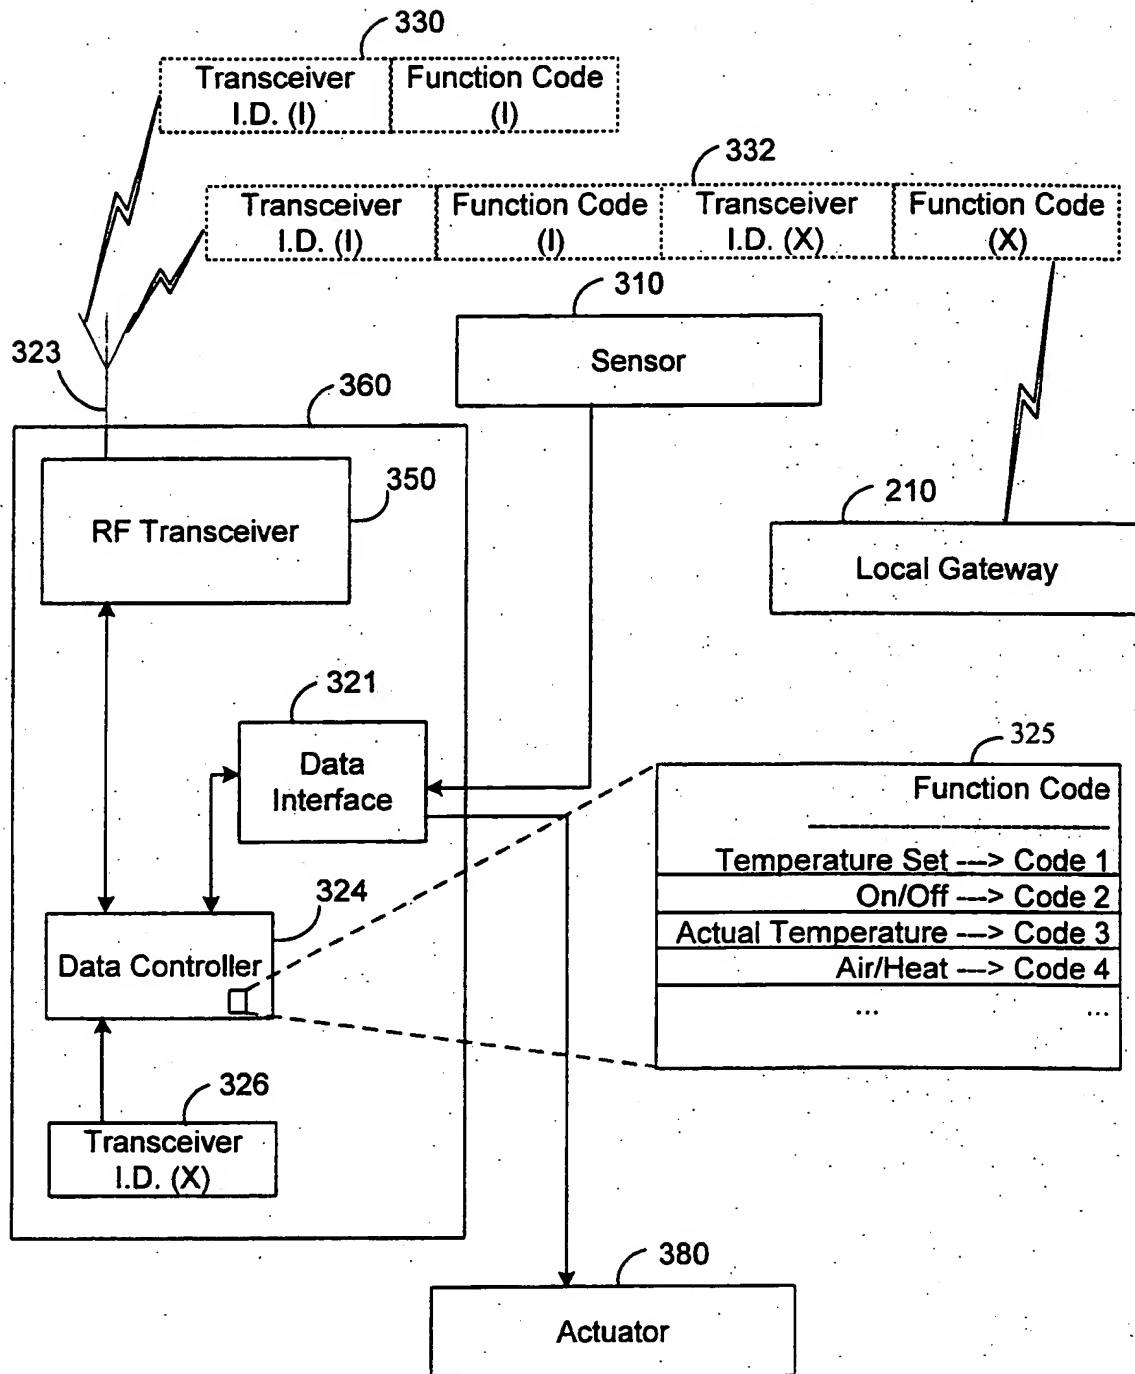 330
Transceiver I.D. (I)
Function Code (I)
332
Transceiver I.D. (I)
Function Code (I)
Transceiver I.D. (X)
Function Code (X)
310
Sensor
323
360
350
RF Transceiver
210
Local Gateway
321
Data Interface
325
Function Code
Temperature Set ---> Code 1
On/Off ---> Code 2
Actual Temperature ---> Code 3
Air/Heat ---> Code 4
... ...
324
Data Controller
326
Transceiver I.D. (X)
380
Actuator